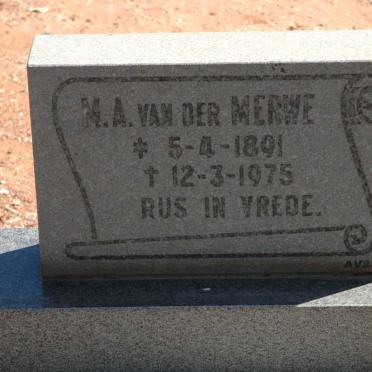 M.A. VAN DER MERWE
* 5-4-1891
† 12-3-1975
RUS IN VREDE.